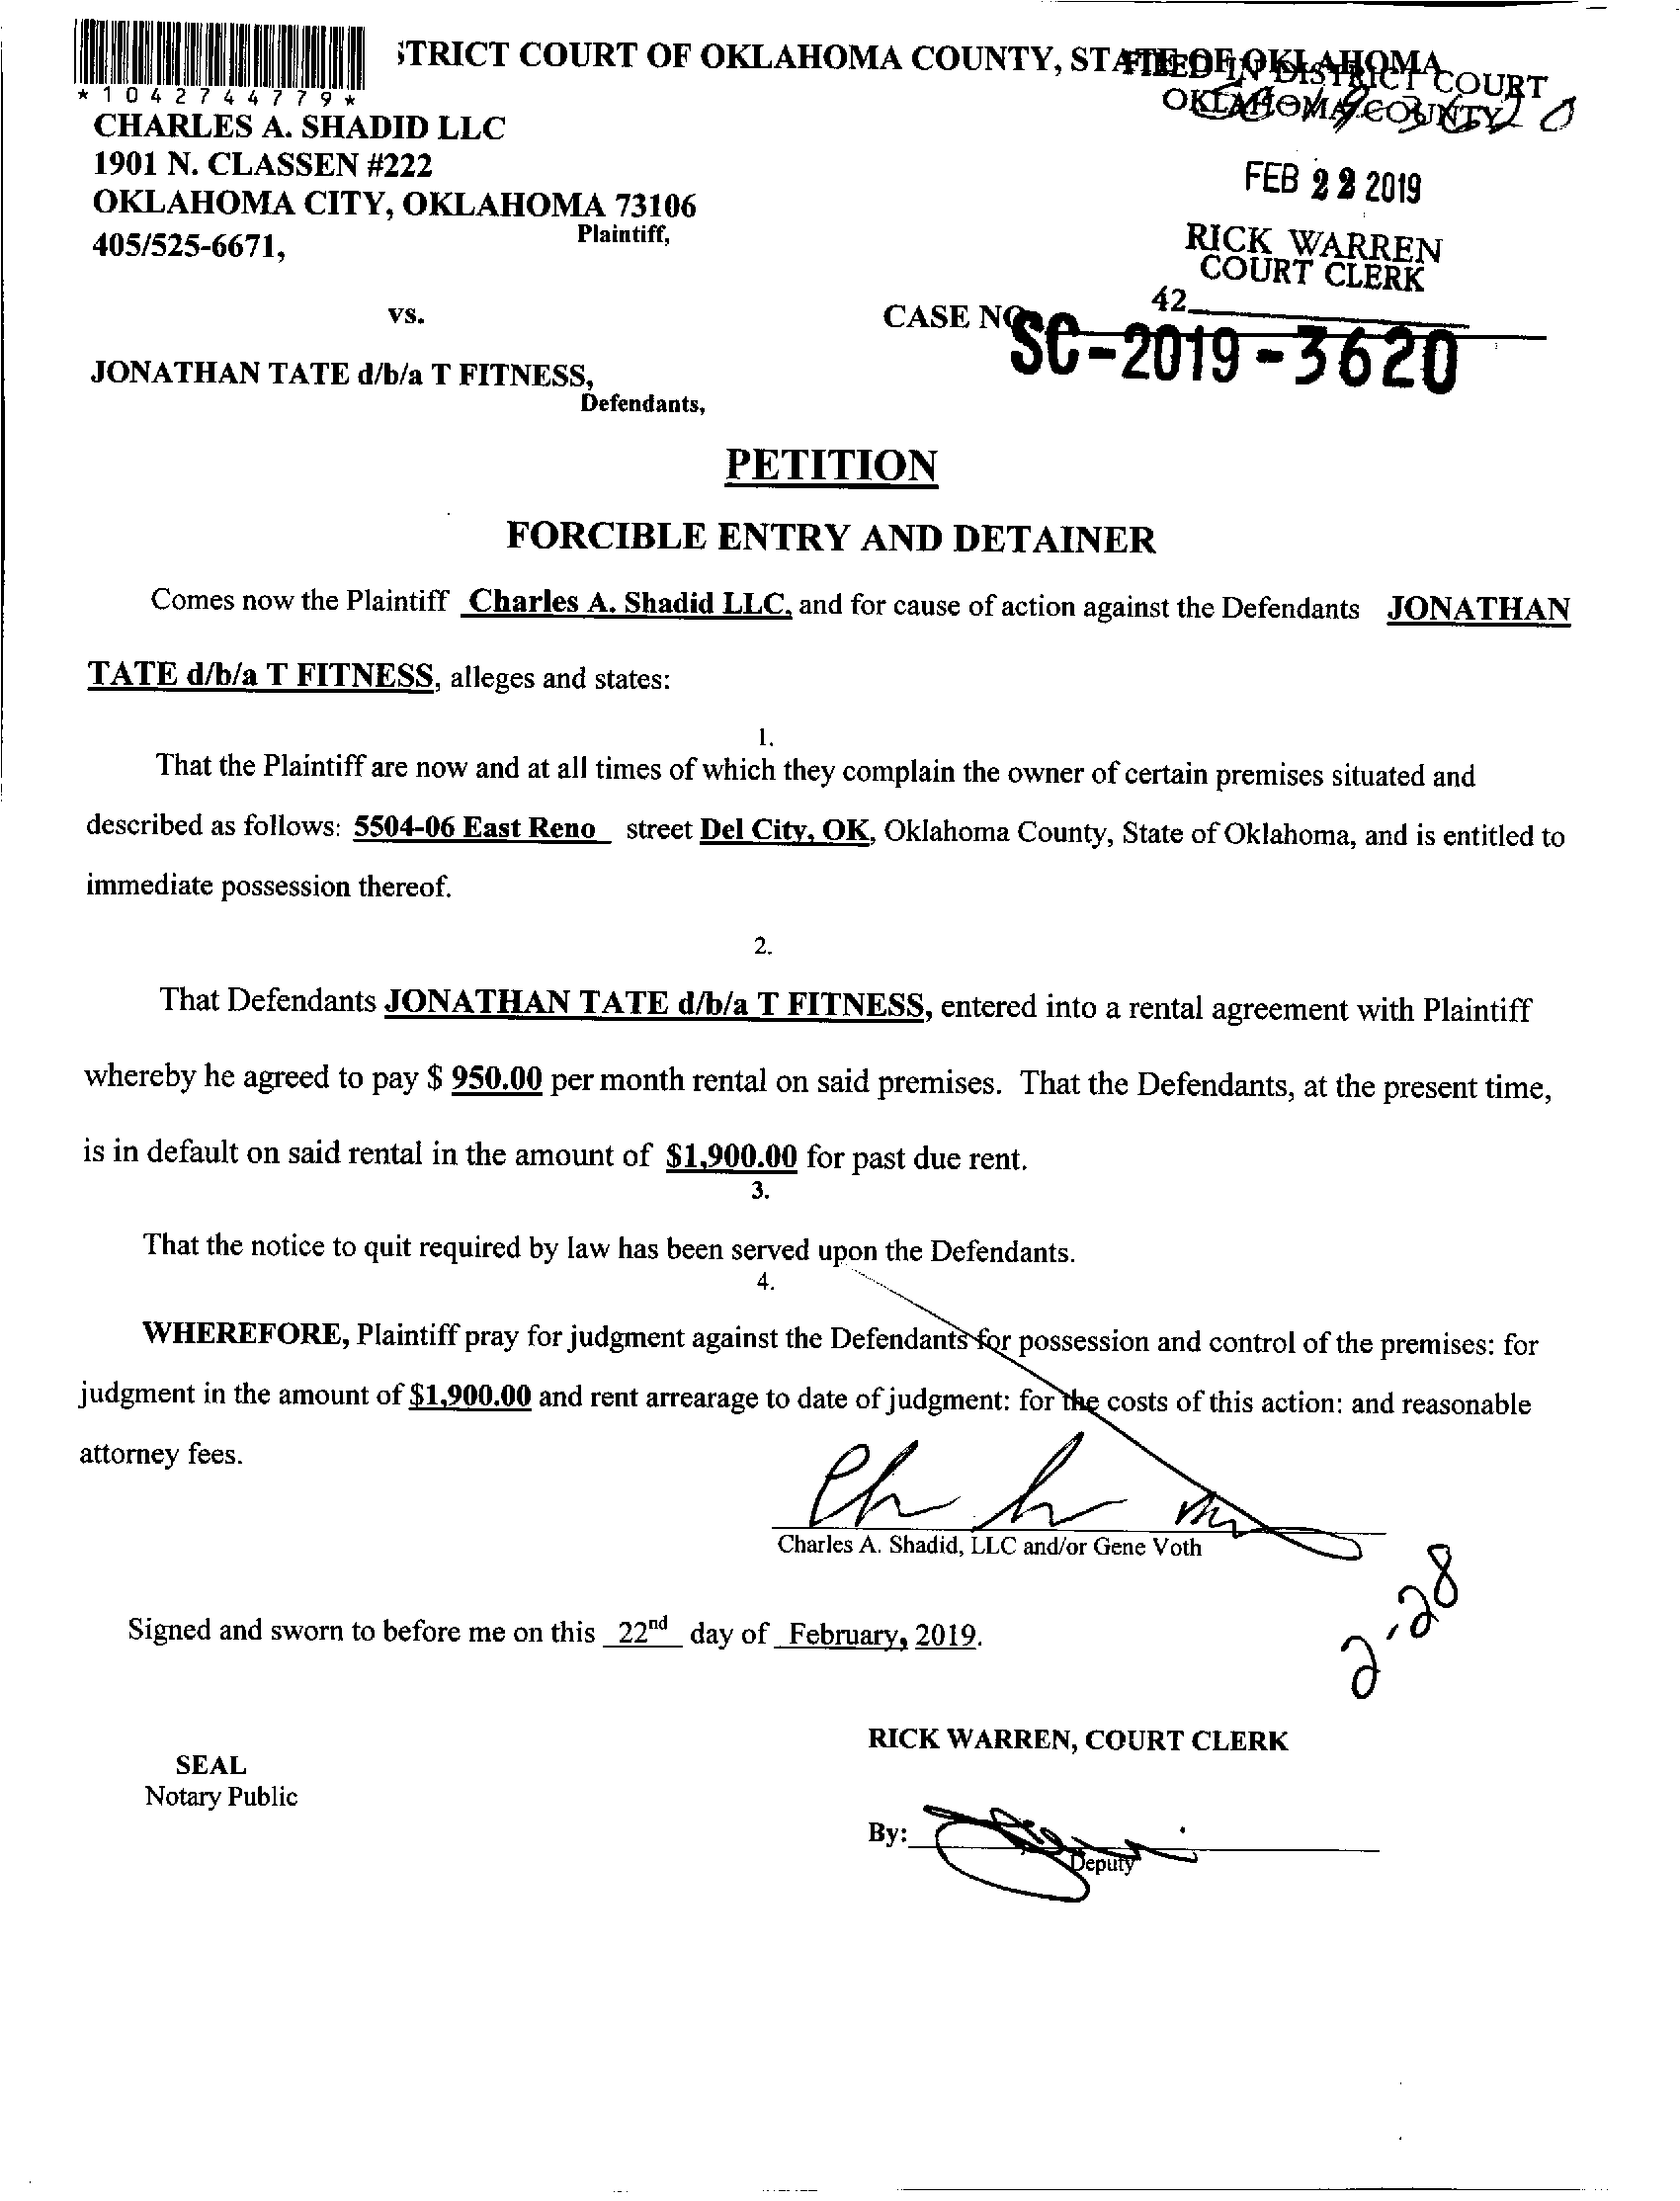 STRICT COURT OF OKLAHOMA COUNTY, STATE OF OKLAHOMA
FILED IN DISTRICT COURT
OKLAHOMA COUNTY
*1042744779*
CHARLES A. SHADID LLC
1901 N. CLASSEN #222
OKLAHOMA CITY, OKLAHOMA 73106
405/525-6671,
Plaintiff,
FEB 22 2019
RICK WARREN
COURT CLERK
42
vs.
CASE NO
SC-2019-3620
JONATHAN TATE d/b/a T FITNESS,
Defendants,
PETITION
FORCIBLE ENTRY AND DETAINER
Comes now the Plaintiff Charles A. Shadid LLC, and for cause of action against the Defendants JONATHAN
TATE d/b/a T FITNESS, alleges and states:
1.
That the Plaintiff are now and at all times of which they complain the owner of certain premises situated and
described as follows: 5504-06 East Reno street Del City, OK, Oklahoma County, State of Oklahoma, and is entitled to
immediate possession thereof.
2.
That Defendants JONATHAN TATE d/b/a T FITNESS, entered into a rental agreement with Plaintiff
whereby he agreed to pay $ 950.00 per month rental on said premises. That the Defendants, at the present time,
is in default on said rental in the amount of $1,900.00 for past due rent.
3.
That the notice to quit required by law has been served upon the Defendants.
4.
WHEREFORE, Plaintiff pray for judgment against the Defendants for possession and control of the premises: for
judgment in the amount of $1,900.00 and rent arrearage to date of judgment: for the costs of this action: and reasonable
attorney fees.
Charles A. Shadid, LLC and/or Gene Voth
2-28
Signed and sworn to before me on this 22nd day of February, 2019.
RICK WARREN, COURT CLERK
SEAL
Notary Public
By:
Deputy